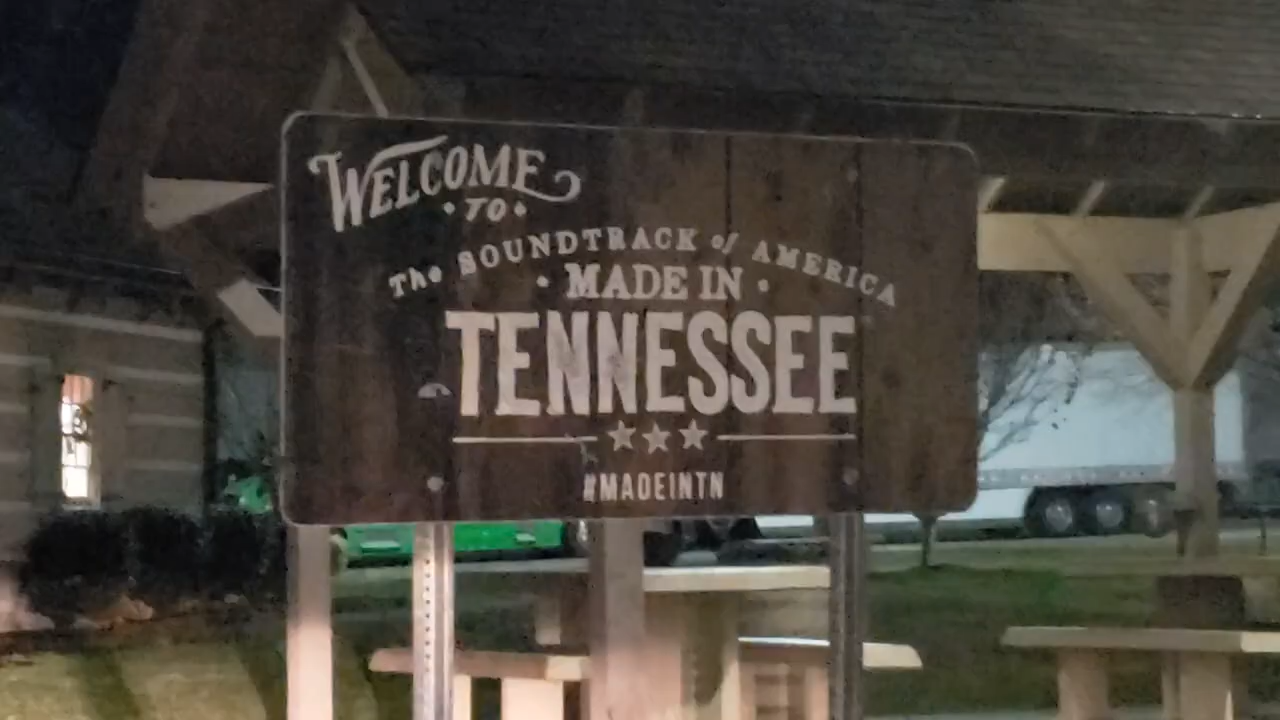 WELCOME
• TO •
The SOUNDTRACK of AMERICA
• MADE IN •
TENNESSEE
#MADEINTN